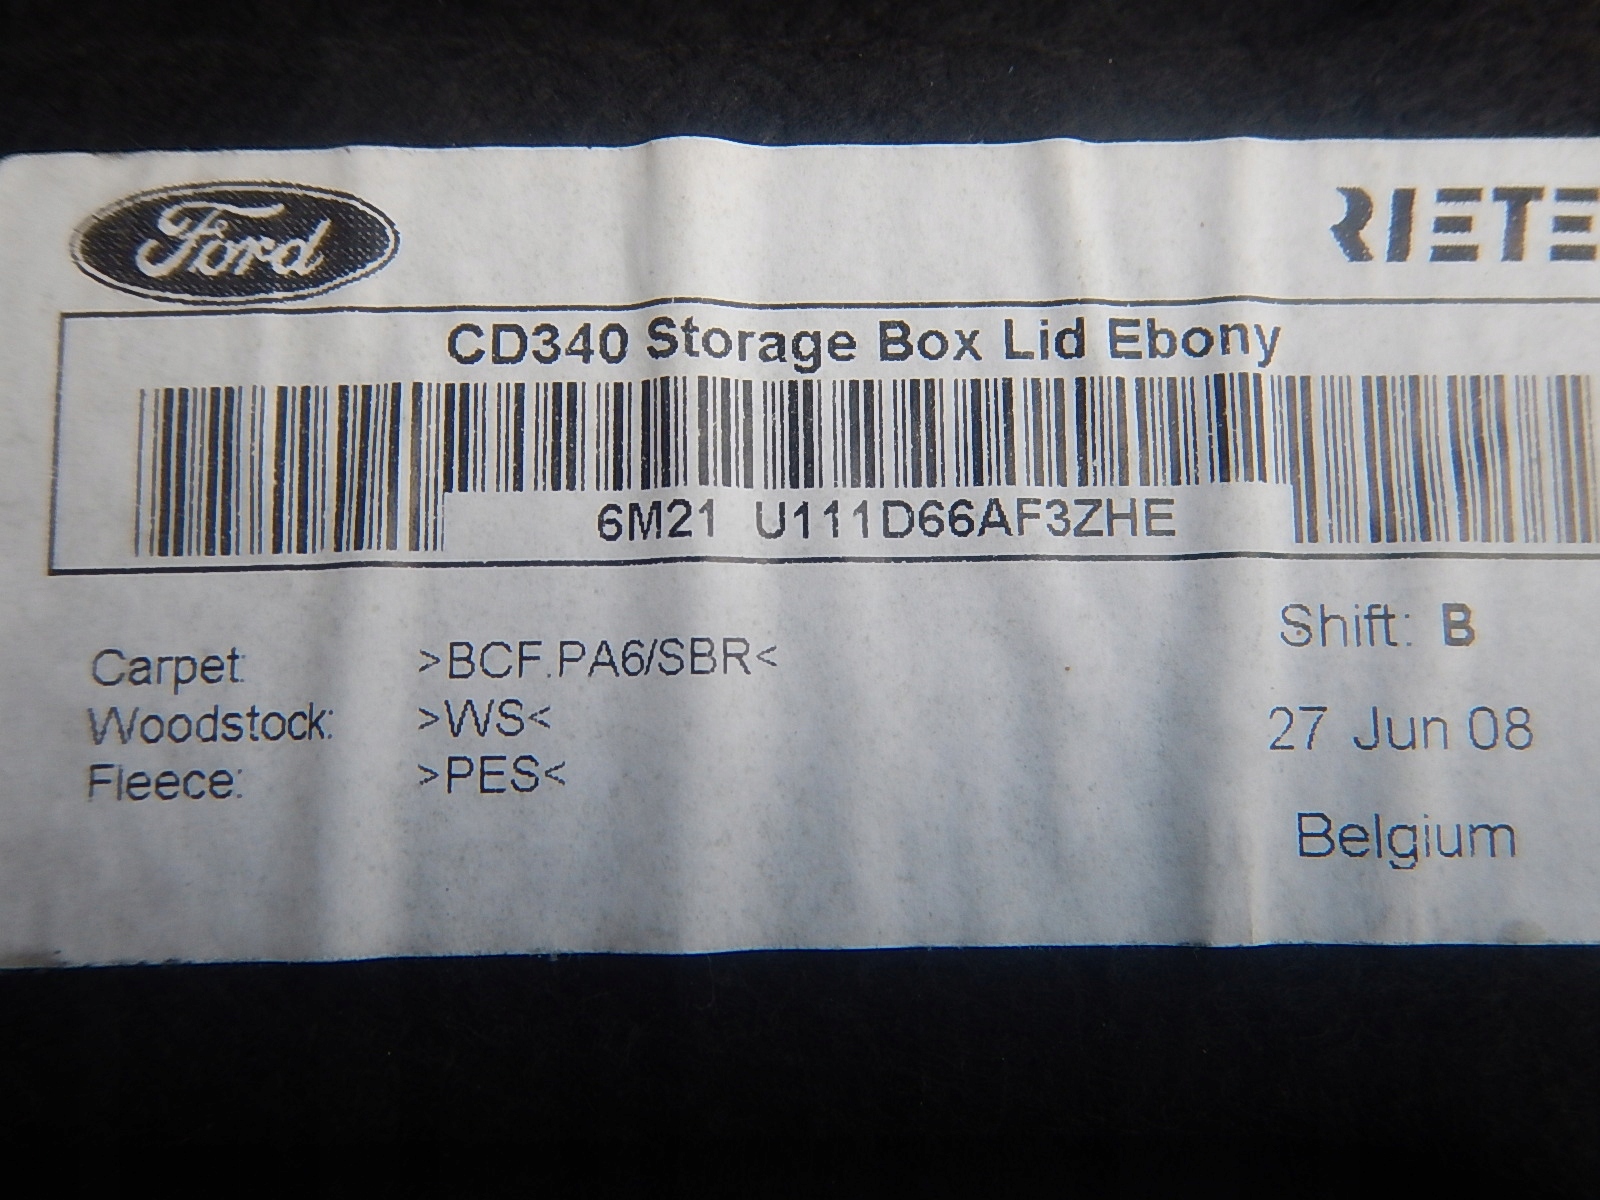 Ford
RIETE
CD340 Storage Box Lid Ebony
6M21 U111D66AF3ZHE
Carpet: >BCF.PA6/SBR<
Woodstock: >WS<
Fleece: >PES<
Shift: B
27 Jun 08
Belgium